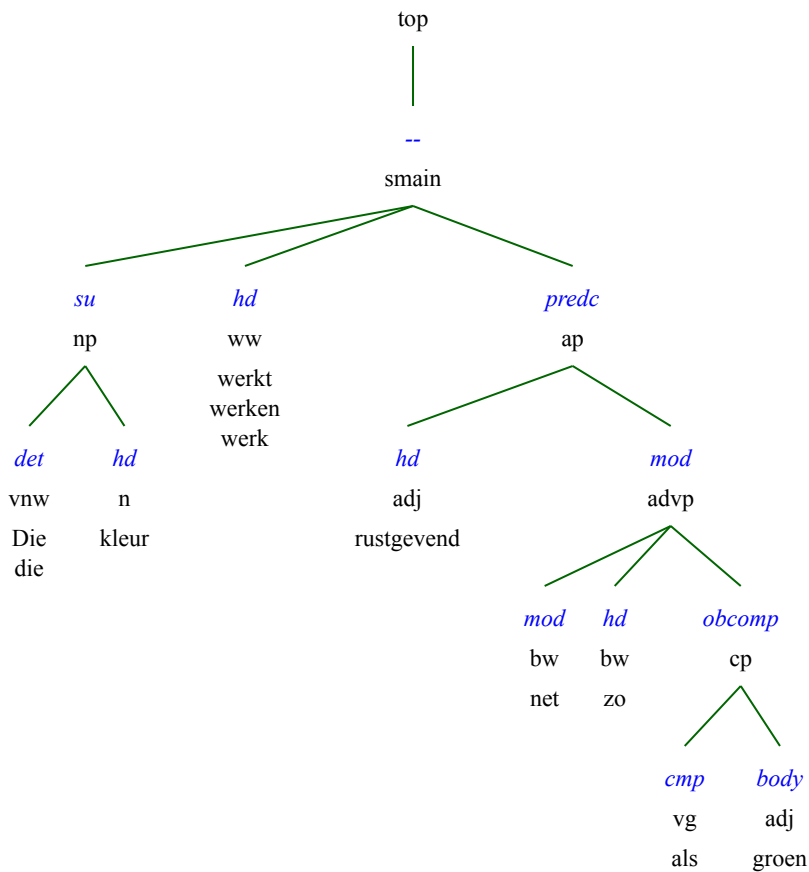 top
--
smain
su hd predc
np ww ap
werkt
werken
werk
det hd hd mod
vnw n adj advp
Die kleur rustgevend
die
mod hd obcomp
bw bw cp
net zo
cmp body
vg adj
als groen